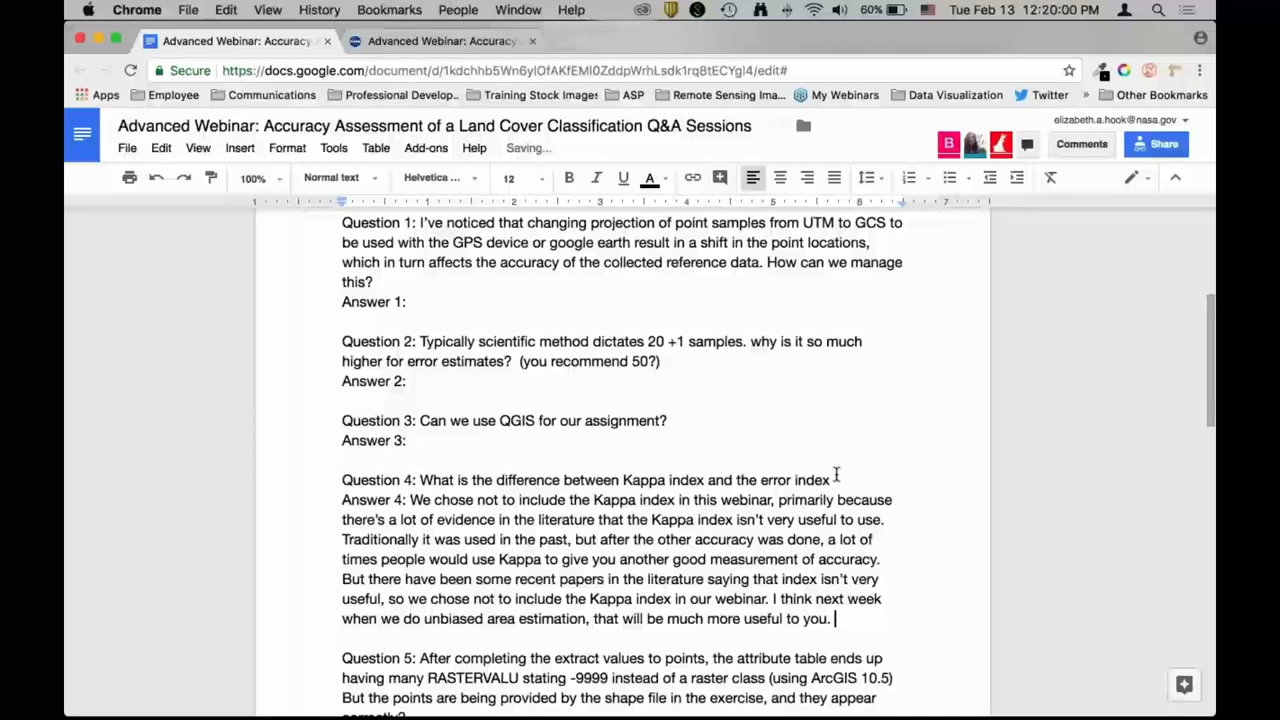 Chrome File Edit View History Bookmarks People Window Help 60% Tue Feb 13 12:20:00 PM
Advanced Webinar: Accuracy × Advanced Webinar: Accuracy ×
Secure https://docs.google.com/document/d/1kdchhb5Wn6ylOfAKfEMI0ZddpWrhLsdk1rq8tECYgl4/edit#
Apps Employee Communications Professional Develop.. Training Stock Images ASP Remote Sensing Ima... My Webinars Data Visualization Twitter » Other Bookmarks
elizabeth.a.hook@nasa.gov
Advanced Webinar: Accuracy Assessment of a Land Cover Classification Q&A Sessions
File Edit View Insert Format Tools Table Add-ons Help Saving... B Comments Share
100% Normal text Helvetica ... 12 B I U A
1 1 2 3 4 5 6 7
Question 1: I've noticed that changing projection of point samples from UTM to GCS to
be used with the GPS device or google earth result in a shift in the point locations,
which in turn affects the accuracy of the collected reference data. How can we manage
this?
Answer 1:
Question 2: Typically scientific method dictates 20 +1 samples. why is it so much
higher for error estimates? (you recommend 50?)
Answer 2:
Question 3: Can we use QGIS for our assignment?
Answer 3:
Question 4: What is the difference between Kappa index and the error index
Answer 4: We chose not to include the Kappa index in this webinar, primarily because
there's a lot of evidence in the literature that the Kappa index isn't very useful to use.
Traditionally it was used in the past, but after the other accuracy was done, a lot of
times people would use Kappa to give you another good measurement of accuracy.
But there have been some recent papers in the literature saying that index isn't very
useful, so we chose not to include the Kappa index in our webinar. I think next week
when we do unbiased area estimation, that will be much more useful to you.
Question 5: After completing the extract values to points, the attribute table ends up
having many RASTERVALU stating -9999 instead of a raster class (using ArcGIS 10.5)
But the points are being provided by the shape file in the exercise, and they appear
correctly?